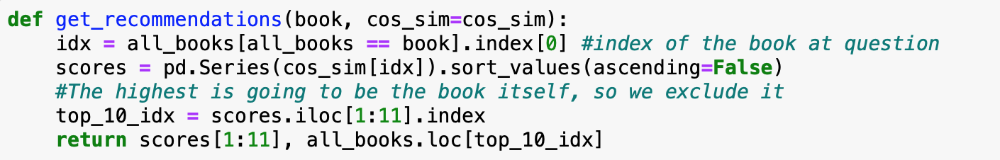 def get_recommendations(book, cos_sim=cos_sim):
    idx = all_books[all_books == book].index[0] #index of the book at question
    scores = pd.Series(cos_sim[idx]).sort_values(ascending=False)
    #The highest is going to be the book itself, so we exclude it
    top_10_idx = scores.iloc[1:11].index
    return scores[1:11], all_books.loc[top_10_idx]